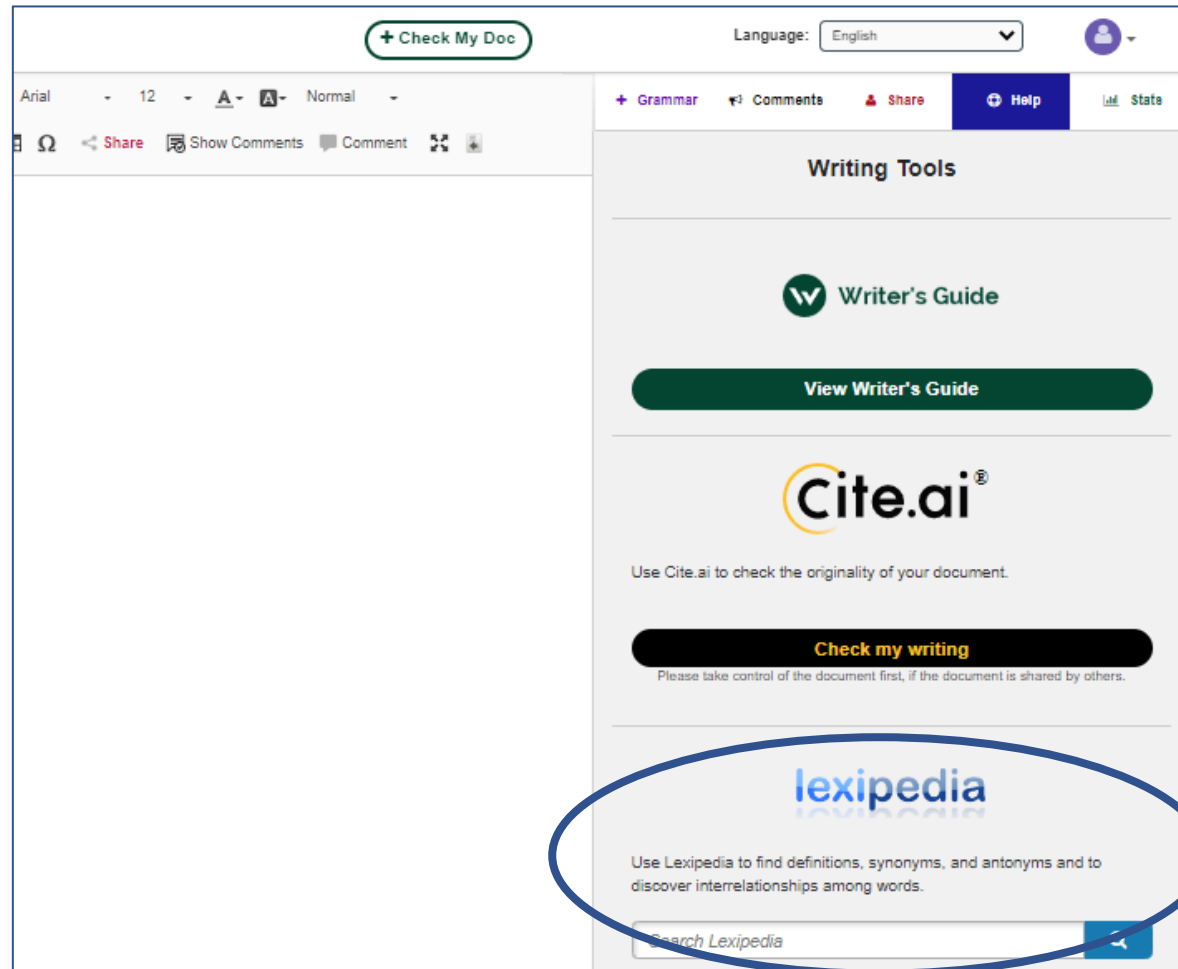 + Check My Doc Language: English
Arial 12 A A Normal
+ Grammar Comments Share Help Stats
Ω Share Show Comments Comment
Writing Tools
W Writer's Guide
View Writer's Guide
Cite.ai®
Use Cite.ai to check the originality of your document.
Check my writing
Please take control of the document first, if the document is shared by others.
lexipedia
Use Lexipedia to find definitions, synonyms, and antonyms and to
discover interrelationships among words.
Search Lexipedia